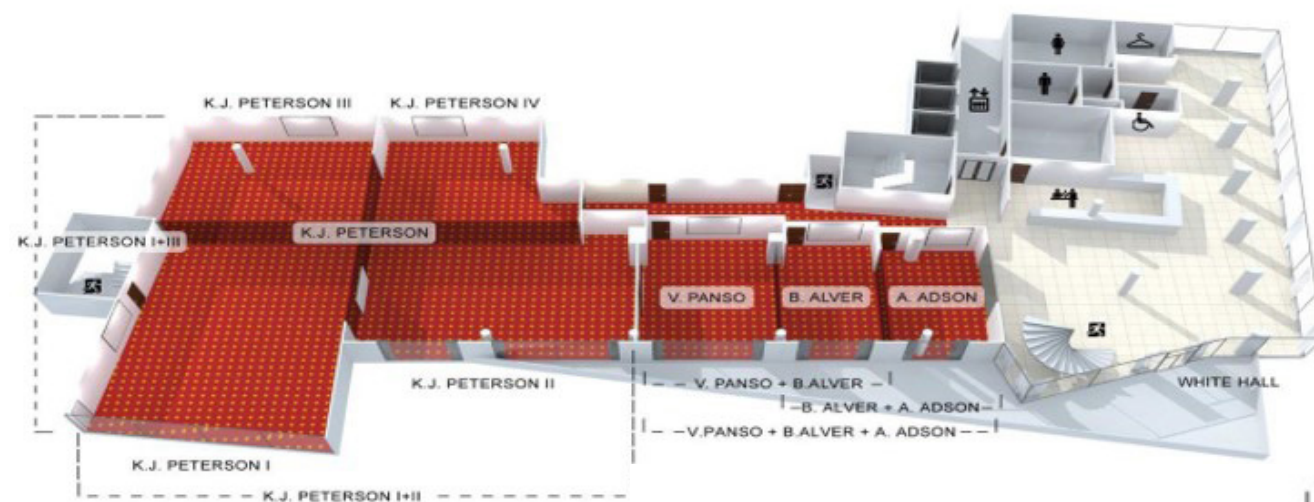 K.J. PETERSON III
K.J. PETERSON IV
K.J. PETERSON I+III
K.J. PETERSON
V. PANSO
B. ALVER
A. ADSON
K.J. PETERSON II
V. PANSO + B.ALVER
WHITE HALL
B. ALVER + A. ADSON
V.PANSO + B.ALVER + A. ADSON
K.J. PETERSON I
K.J. PETERSON I+II